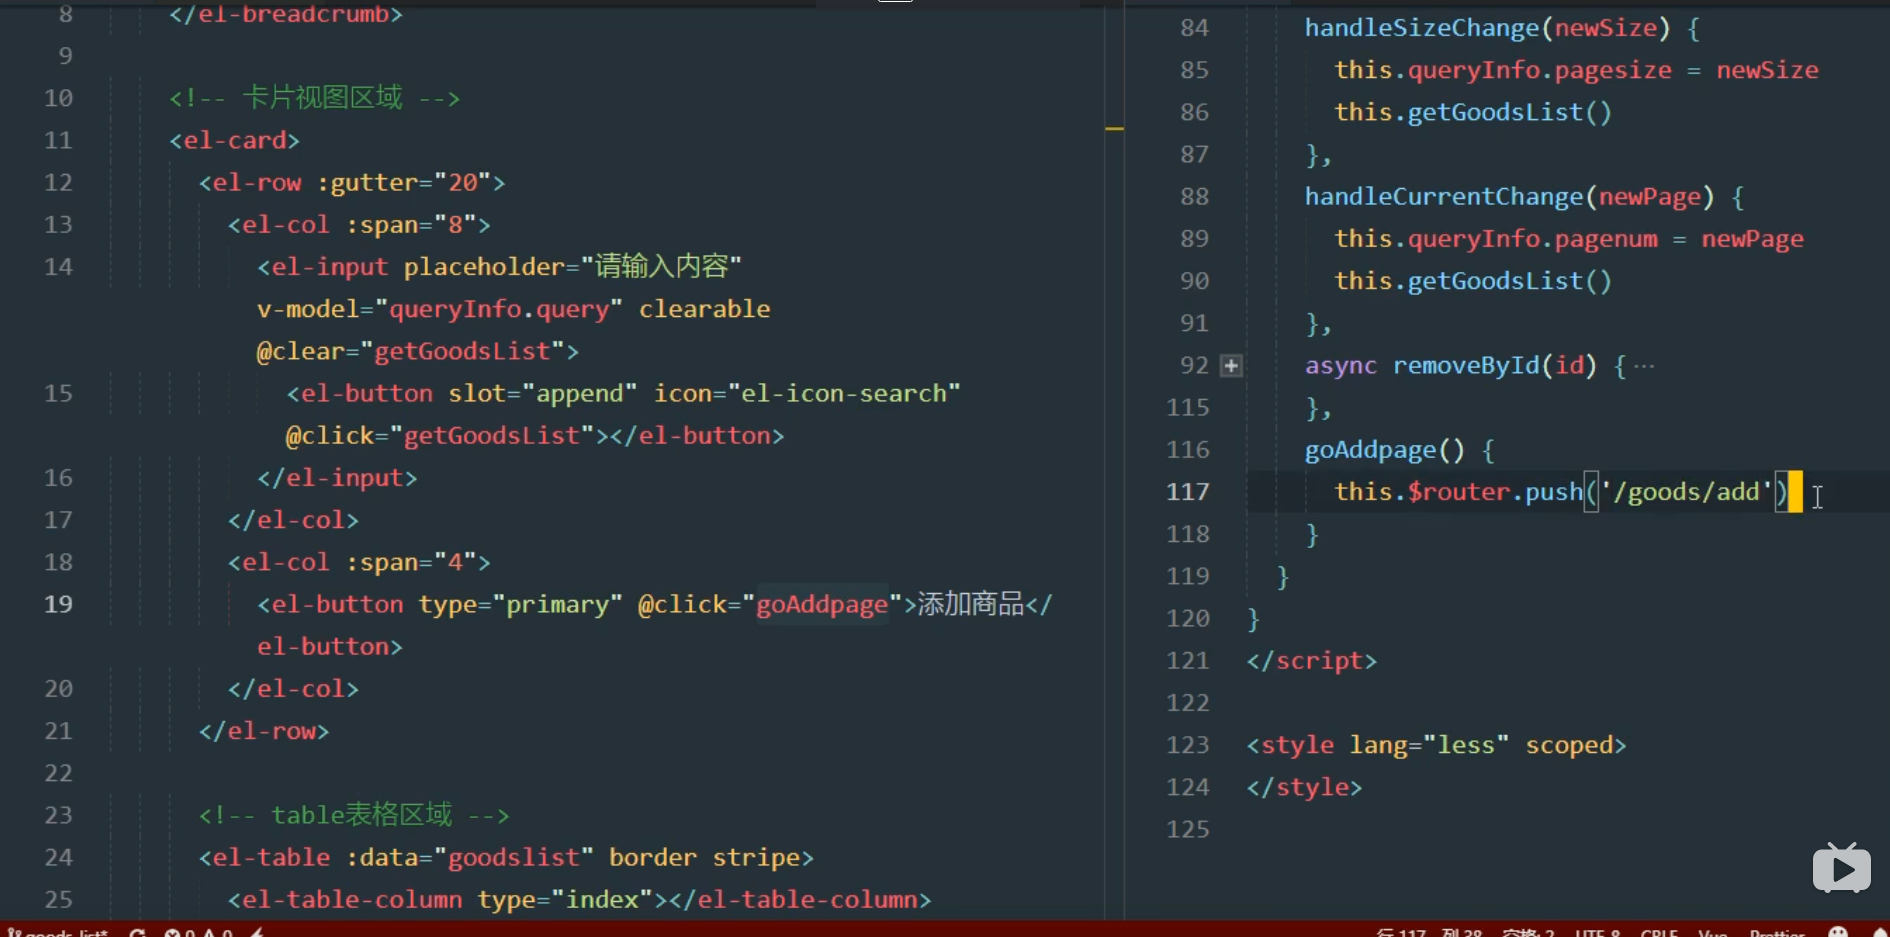 8 </el-breadcrumb>
9
10 <!-- 卡片视图区域 -->
11 <el-card>
12 <el-row :gutter="20">
13 <el-col :span="8">
14 <el-input placeholder="请输入内容"
v-model="queryInfo.query" clearable
@clear="getGoodsList">
15 <el-button slot="append" icon="el-icon-search"
@click="getGoodsList"></el-button>
16 </el-input>
17 </el-col>
18 <el-col :span="4">
19 <el-button type="primary" @click="goAddpage">添加商品</
el-button>
20 </el-col>
21 </el-row>
22
23 <!-- table表格区域 -->
24 <el-table :data="goodslist" border stripe>
25 <el-table-column type="index"></el-table-column>
84 handleSizeChange(newSize) {
85 this.queryInfo.pagesize = newSize
86 this.getGoodsList()
87 },
88 handleCurrentChange(newPage) {
89 this.queryInfo.pagenum = newPage
90 this.getGoodsList()
91 },
92 async removeById(id) {···
115 },
116 goAddpage() {
117 this.$router.push('/goods/add')
118 }
119 }
120 }
121 </script>
122
123 <style lang="less" scoped>
124 </style>
125
goods_list* 0 0 行 117, 列 38 空格: 2 UTF-8 CRLF Vue Prettier